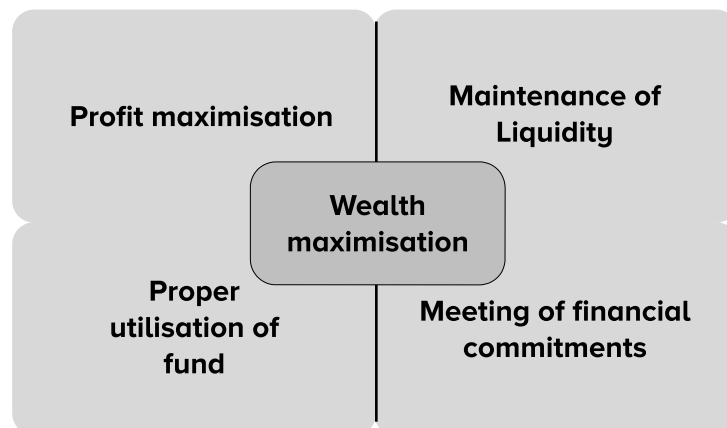 Profit maximisation
Maintenance of
Liquidity
Wealth
maximisation
Proper
utilisation of
fund
Meeting of financial
commitments